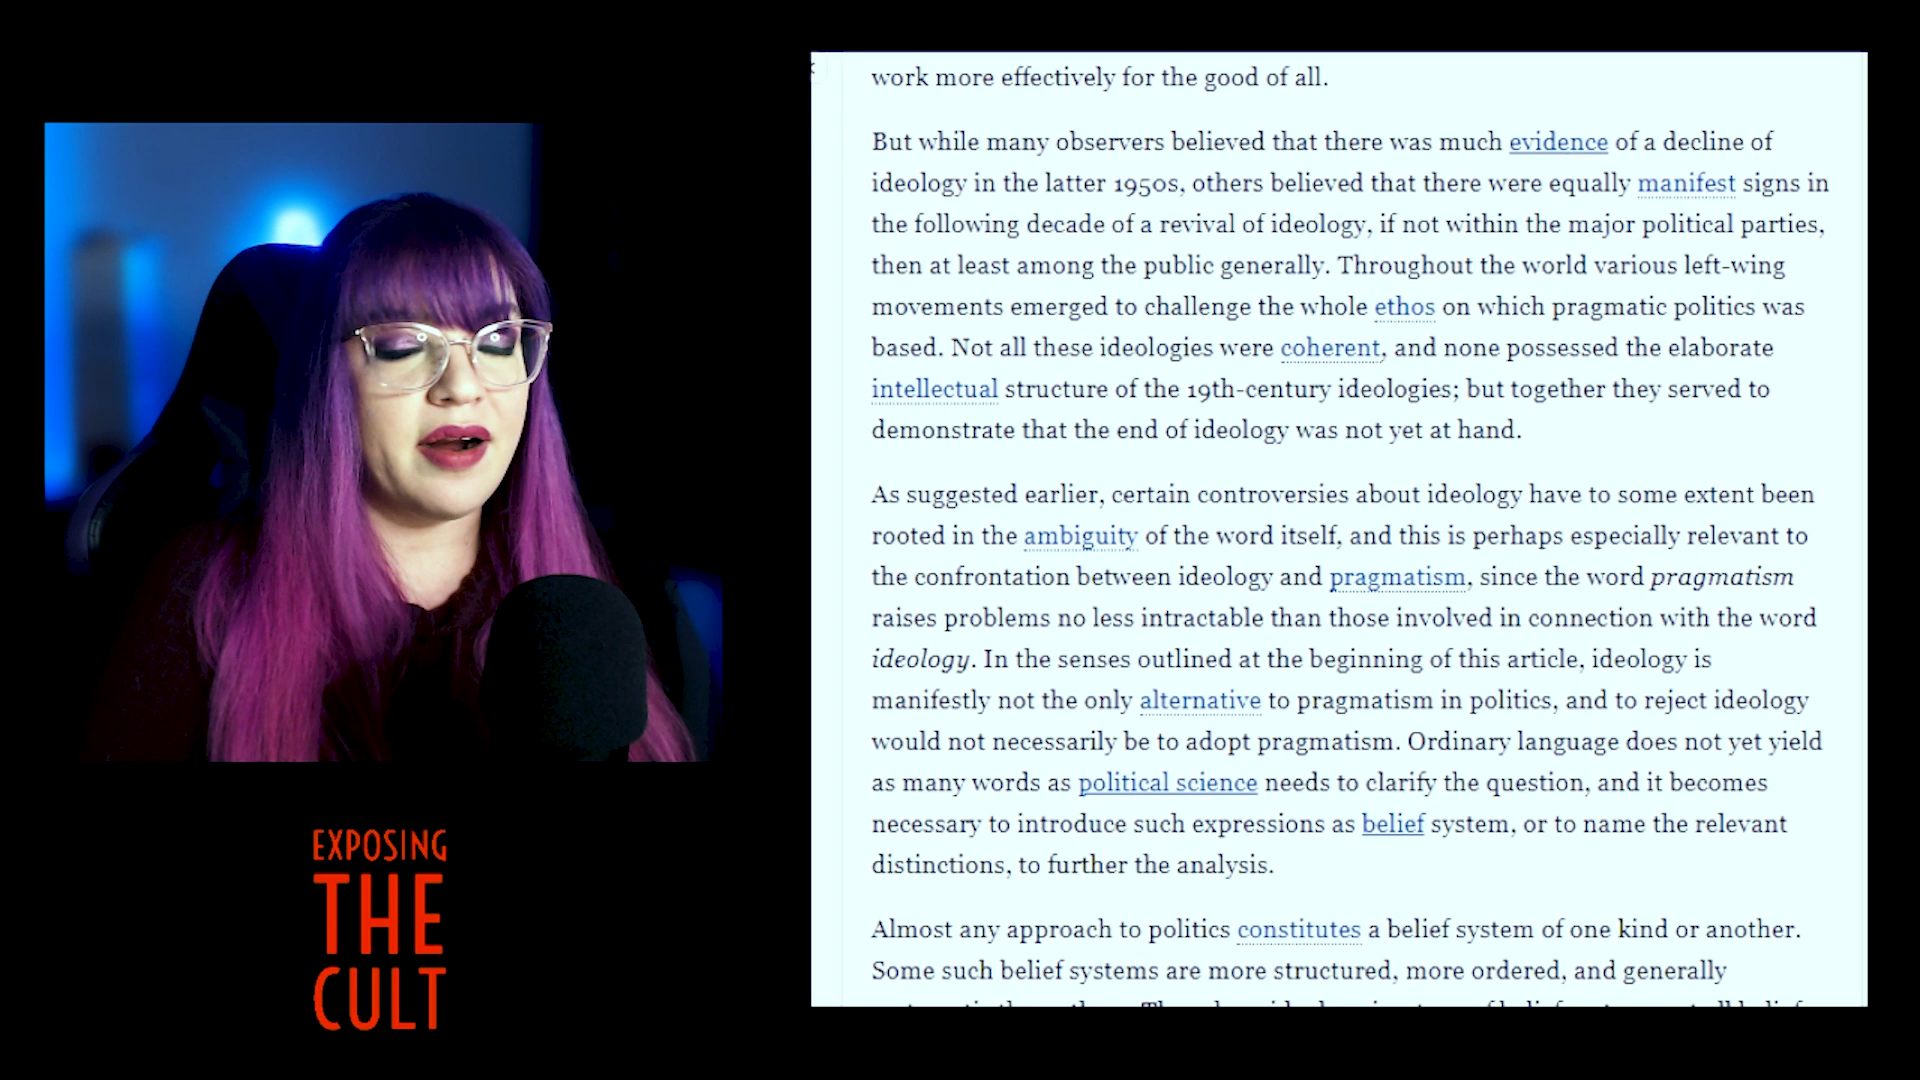 work more effectively for the good of all.
But while many observers believed that there was much evidence of a decline of
ideology in the latter 1950s, others believed that there were equally manifest signs in
the following decade of a revival of ideology, if not within the major political parties,
then at least among the public generally. Throughout the world various left-wing
movements emerged to challenge the whole ethos on which pragmatic politics was
based. Not all these ideologies were coherent, and none possessed the elaborate
intellectual structure of the 19th-century ideologies; but together they served to
demonstrate that the end of ideology was not yet at hand.
As suggested earlier, certain controversies about ideology have to some extent been
rooted in the ambiguity of the word itself, and this is perhaps especially relevant to
the confrontation between ideology and pragmatism, since the word pragmatism
raises problems no less intractable than those involved in connection with the word
ideology. In the senses outlined at the beginning of this article, ideology is
manifestly not the only alternative to pragmatism in politics, and to reject ideology
would not necessarily be to adopt pragmatism. Ordinary language does not yet yield
as many words as political science needs to clarify the question, and it becomes
necessary to introduce such expressions as belief system, or to name the relevant
distinctions, to further the analysis.
Almost any approach to politics constitutes a belief system of one kind or another.
Some such belief systems are more structured, more ordered, and generally
EXPOSING
THE
CULT